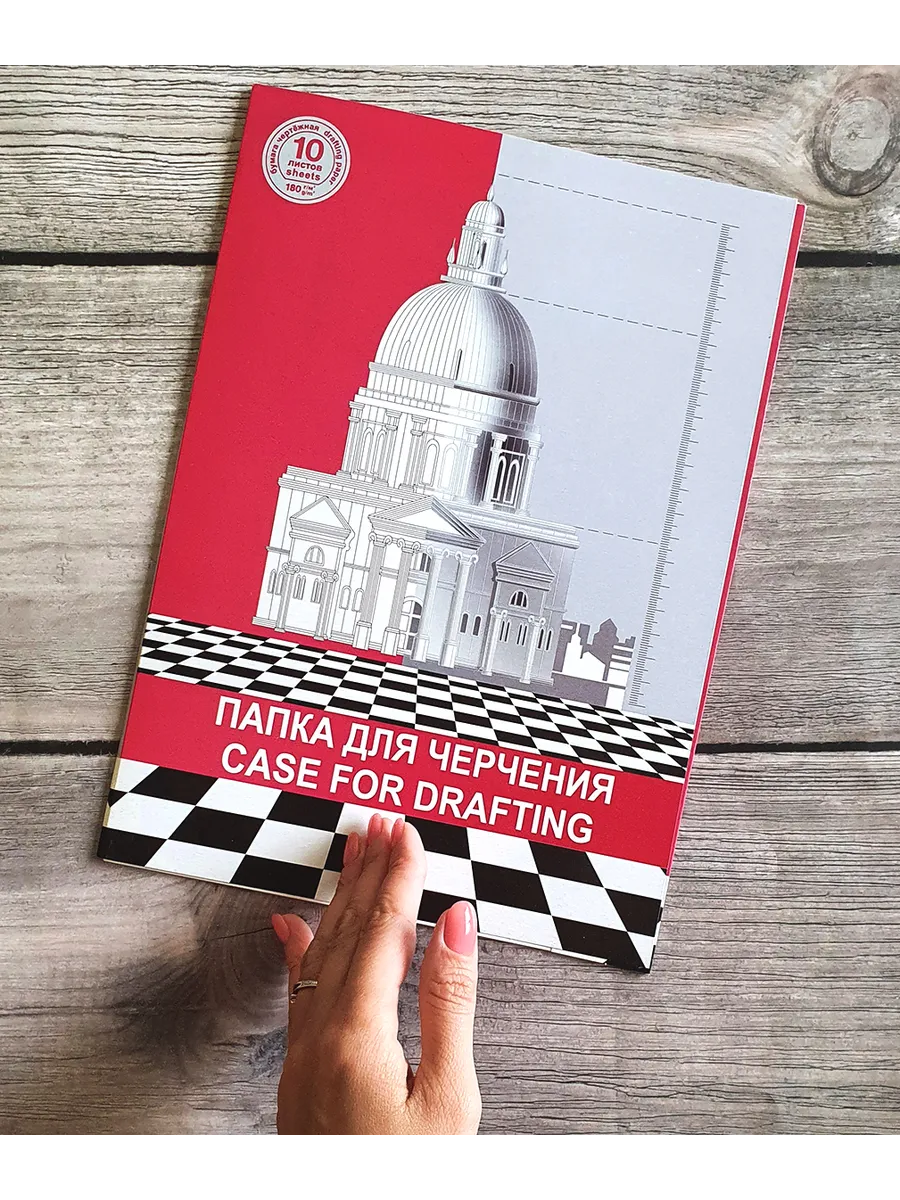 бумага чертёжная drafting paper
10
листов
sheets
180 г/м² g/m²
ПАПКА ДЛЯ ЧЕРЧЕНИЯ
CASE FOR DRAFTING